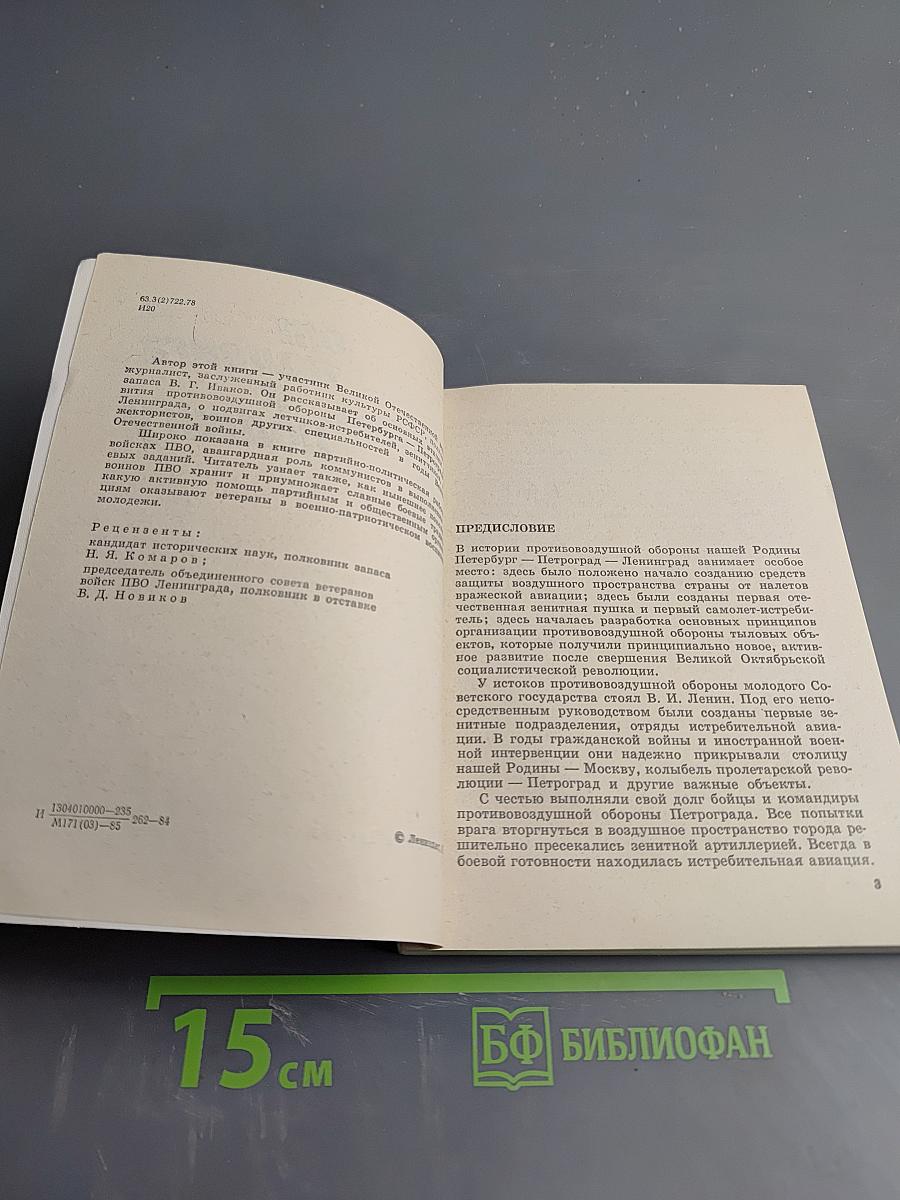 63.3(2)722.78
И20
Автор этой книги — участник Великой Отечественной
журналист, заслуженный работник культуры РСФСР,
запаса В. Г. Иванов. Он рассказывает об основных
вития противовоздушной обороны Петербурга —
Ленинграда, о подвигах летчиков-истребителей,
жектористов, воинов других специальностей в годы
Отечественной войны.
Широко показана в книге партийно-политическая
войсках ПВО, авангардная роль коммунистов в
евых заданий. Читатель узнает также, как нынешнее
воинов ПВО хранит и приумножает славные боевые
какую активную помощь партийным и общественным
циям оказывают ветераны в военно-патриотическом
молодежи.
Рецензенты:
кандидат исторических наук, полковник запаса
Н. Я. Комаров;
председатель объединенного совета ветеранов
войск ПВО Ленинграда, полковник в отставке
В. Д. Новиков
И 1304010000—235
М171(03)—85 262—84
©
ПРЕДИСЛОВИЕ
В истории противовоздушной обороны нашей Родины
Петербург — Петроград — Ленинград занимает особое
место: здесь было положено начало созданию средств
защиты воздушного пространства страны от налетов
вражеской авиации; здесь были созданы первая оте-
чественная зенитная пушка и первый самолет-истреби-
тель; здесь началась разработка основных принципов
организации противовоздушной обороны тыловых объ-
ектов, которые получили принципиально новое, актив-
ное развитие после свершения Великой Октябрьской
социалистической революции.
У истоков противовоздушной обороны молодого Со-
ветского государства стоял В. И. Ленин. Под его непо-
средственным руководством были созданы первые зе-
нитные подразделения, отряды истребительной авиа-
ции. В годы гражданской войны и иностранной воен-
ной интервенции они надежно прикрывали столицу
нашей Родины — Москву, колыбель пролетарской рево-
люции — Петроград и другие важные объекты.
С честью выполняли свой долг бойцы и командиры
противовоздушной обороны Петрограда. Все попытки
врага вторгнуться в воздушное пространство города ре-
шительно пресекались зенитной артиллерией. Всегда в
боевой готовности находилась истребительная авиация.
3
15 см
БФ БИБЛИОФАН